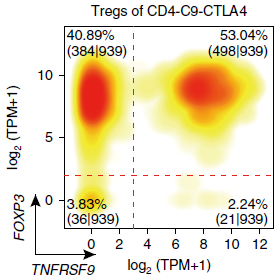 Tregs of CD4-C9-CTLA4
40.89%
(384|939)
53.04%
(498|939)
10
5
0
log2 (TPM+1)
FOXP3
3.83%
(36|939)
2.24%
(21|939)
0 2 4 6 8 10 12
TNFRSF9
log2 (TPM+1)